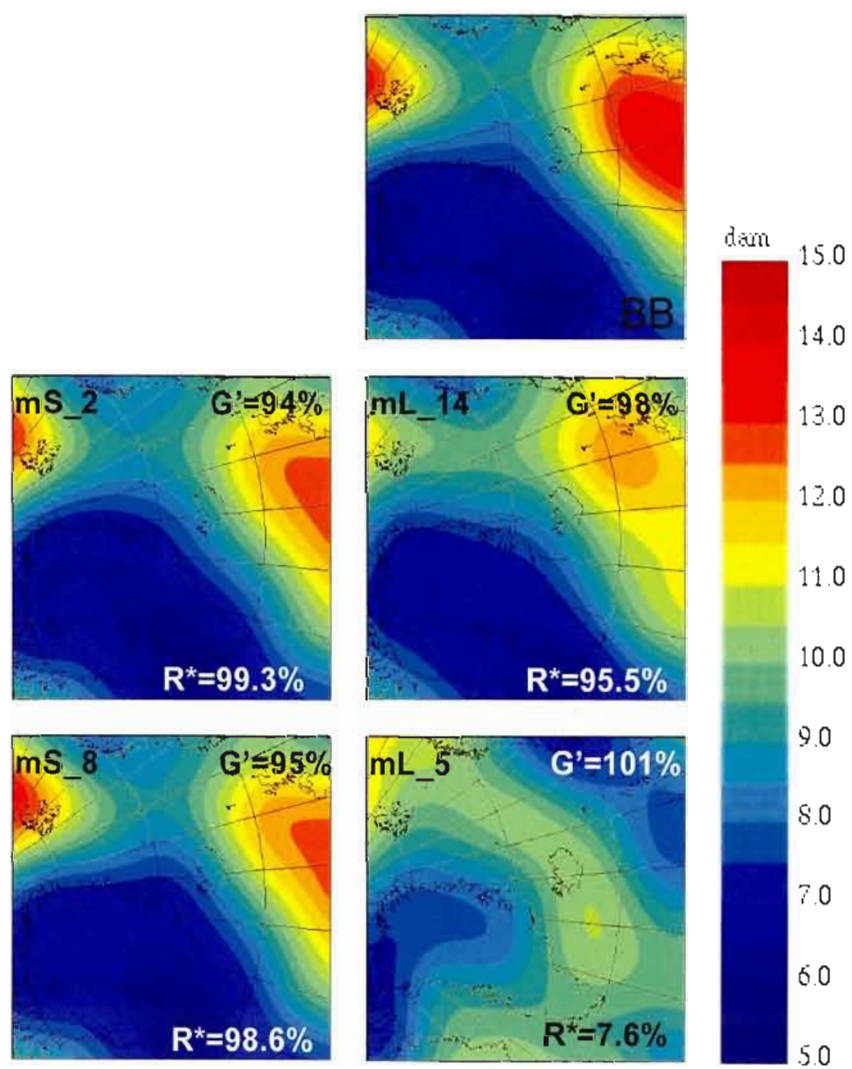 BB
dam
15.0
14.0
13.0
12.0
11.0
10.0
9.0
8.0
7.0
6.0
5.0
mS_2 G'=94%
R*=99.3%
mL_14 G'=98%
R*=95.5%
mS_8 G'=95%
R*=98.6%
mL_5 G'=101%
R*=7.6%